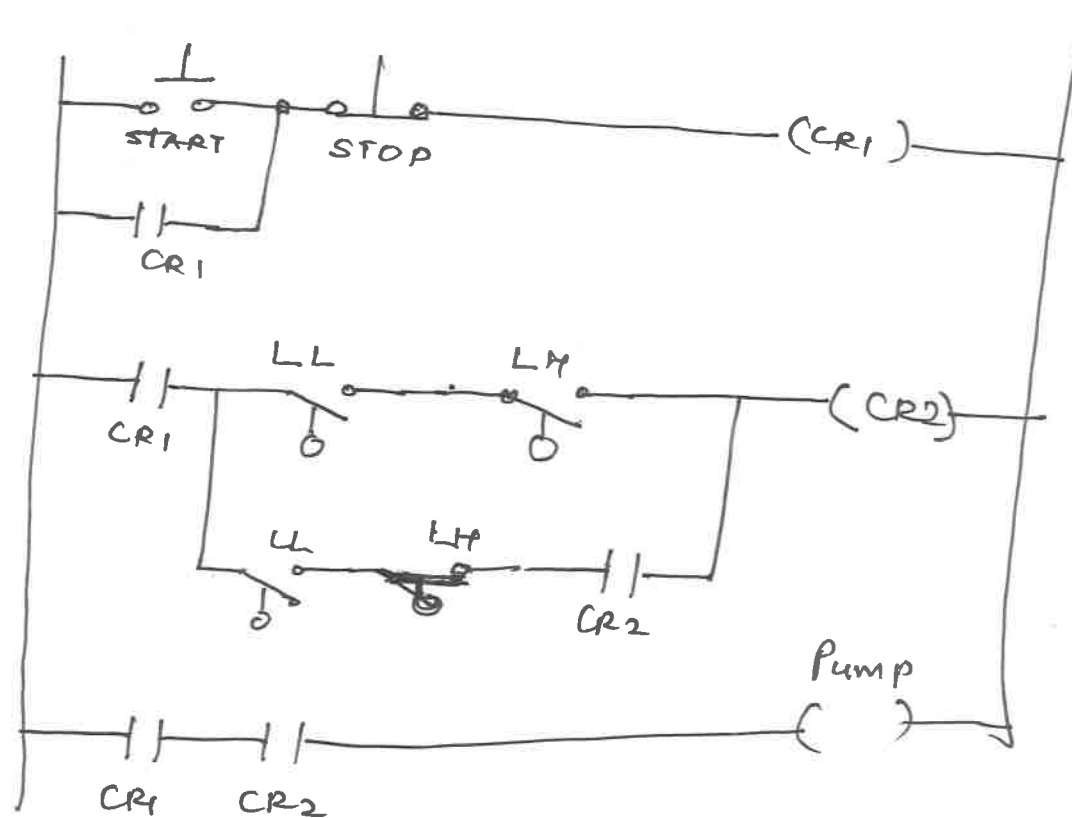 START
STOP
(CR1)
CR1
LL
LH
CR1
(CR2)
LL
LH
CR2
Pump
( )
CR1
CR2